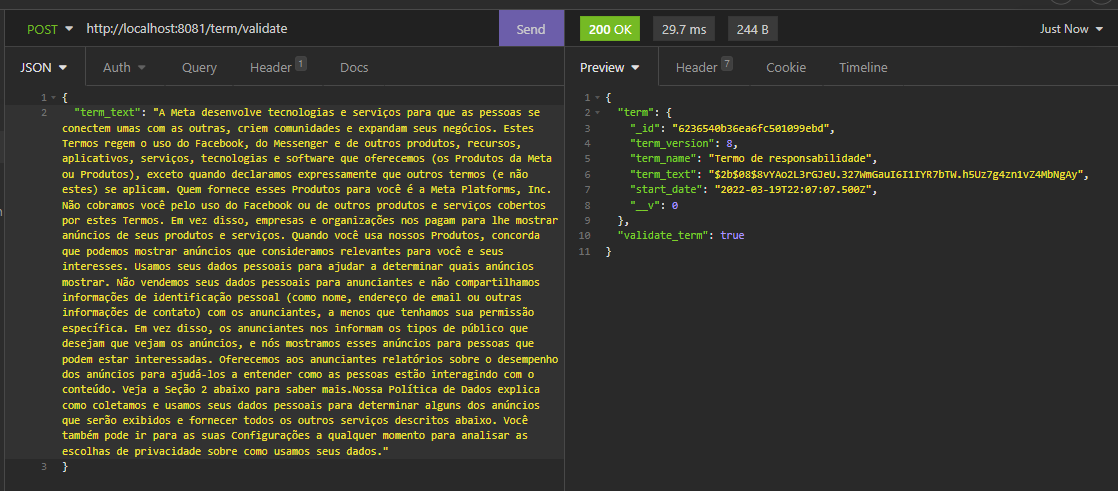 POST http://localhost:8081/term/validate Send
200 OK 29.7 ms 244 B Just Now
JSON Auth Query Header 1 Docs
Preview Header 7 Cookie Timeline
1 {
2 "term_text": "A Meta desenvolve tecnologias e serviços para que as pessoas se
conectem umas com as outras, criem comunidades e expandam seus negócios. Estes
Termos regem o uso do Facebook, do Messenger e de outros produtos, recursos,
aplicativos, serviços, tecnologias e software que oferecemos (os Produtos da Meta
ou Produtos), exceto quando declaramos expressamente que outros termos (e não
estes) se aplicam. Quem fornece esses Produtos para você é a Meta Platforms, Inc.
Não cobramos você pelo uso do Facebook ou de outros produtos e serviços cobertos
por estes Termos. Em vez disso, empresas e organizações nos pagam para lhe mostrar
anúncios de seus produtos e serviços. Quando você usa nossos Produtos, concorda
que podemos mostrar anúncios que consideramos relevantes para você e seus
interesses. Usamos seus dados pessoais para ajudar a determinar quais anúncios
mostrar. Não vendemos seus dados pessoais para anunciantes e não compartilhamos
informações de identificação pessoal (como nome, endereço de email ou outras
informações de contato) com os anunciantes, a menos que tenhamos sua permissão
específica. Em vez disso, os anunciantes nos informam os tipos de público que
desejam que vejam os anúncios, e nós mostramos esses anúncios para pessoas que
podem estar interessadas. Oferecemos aos anunciantes relatórios sobre o desempenho
dos anúncios para ajudá-los a entender como as pessoas estão interagindo com o
conteúdo. Veja a Seção 2 abaixo para saber mais.Nossa Política de Dados explica
como coletamos e usamos seus dados pessoais para determinar alguns dos anúncios
que serão exibidos e fornecer todos os outros serviços descritos abaixo. Você
também pode ir para as suas Configurações a qualquer momento para analisar as
escolhas de privacidade sobre como usamos seus dados."
3 }
1 {
2 "term": {
3 "_id": "6236540b36ea6fc501099ebd",
4 "term_version": 8,
5 "term_name": "Termo de responsabilidade",
6 "term_text": "$2b$08$8vYAo2L3rGJeU.327WmGauI6I1IYR7bTW.h5Uz7g4zn1vZ4MbNgAy",
7 "start_date": "2022-03-19T22:07:07.500Z",
8 "__v": 0
9 },
10 "validate_term": true
11 }